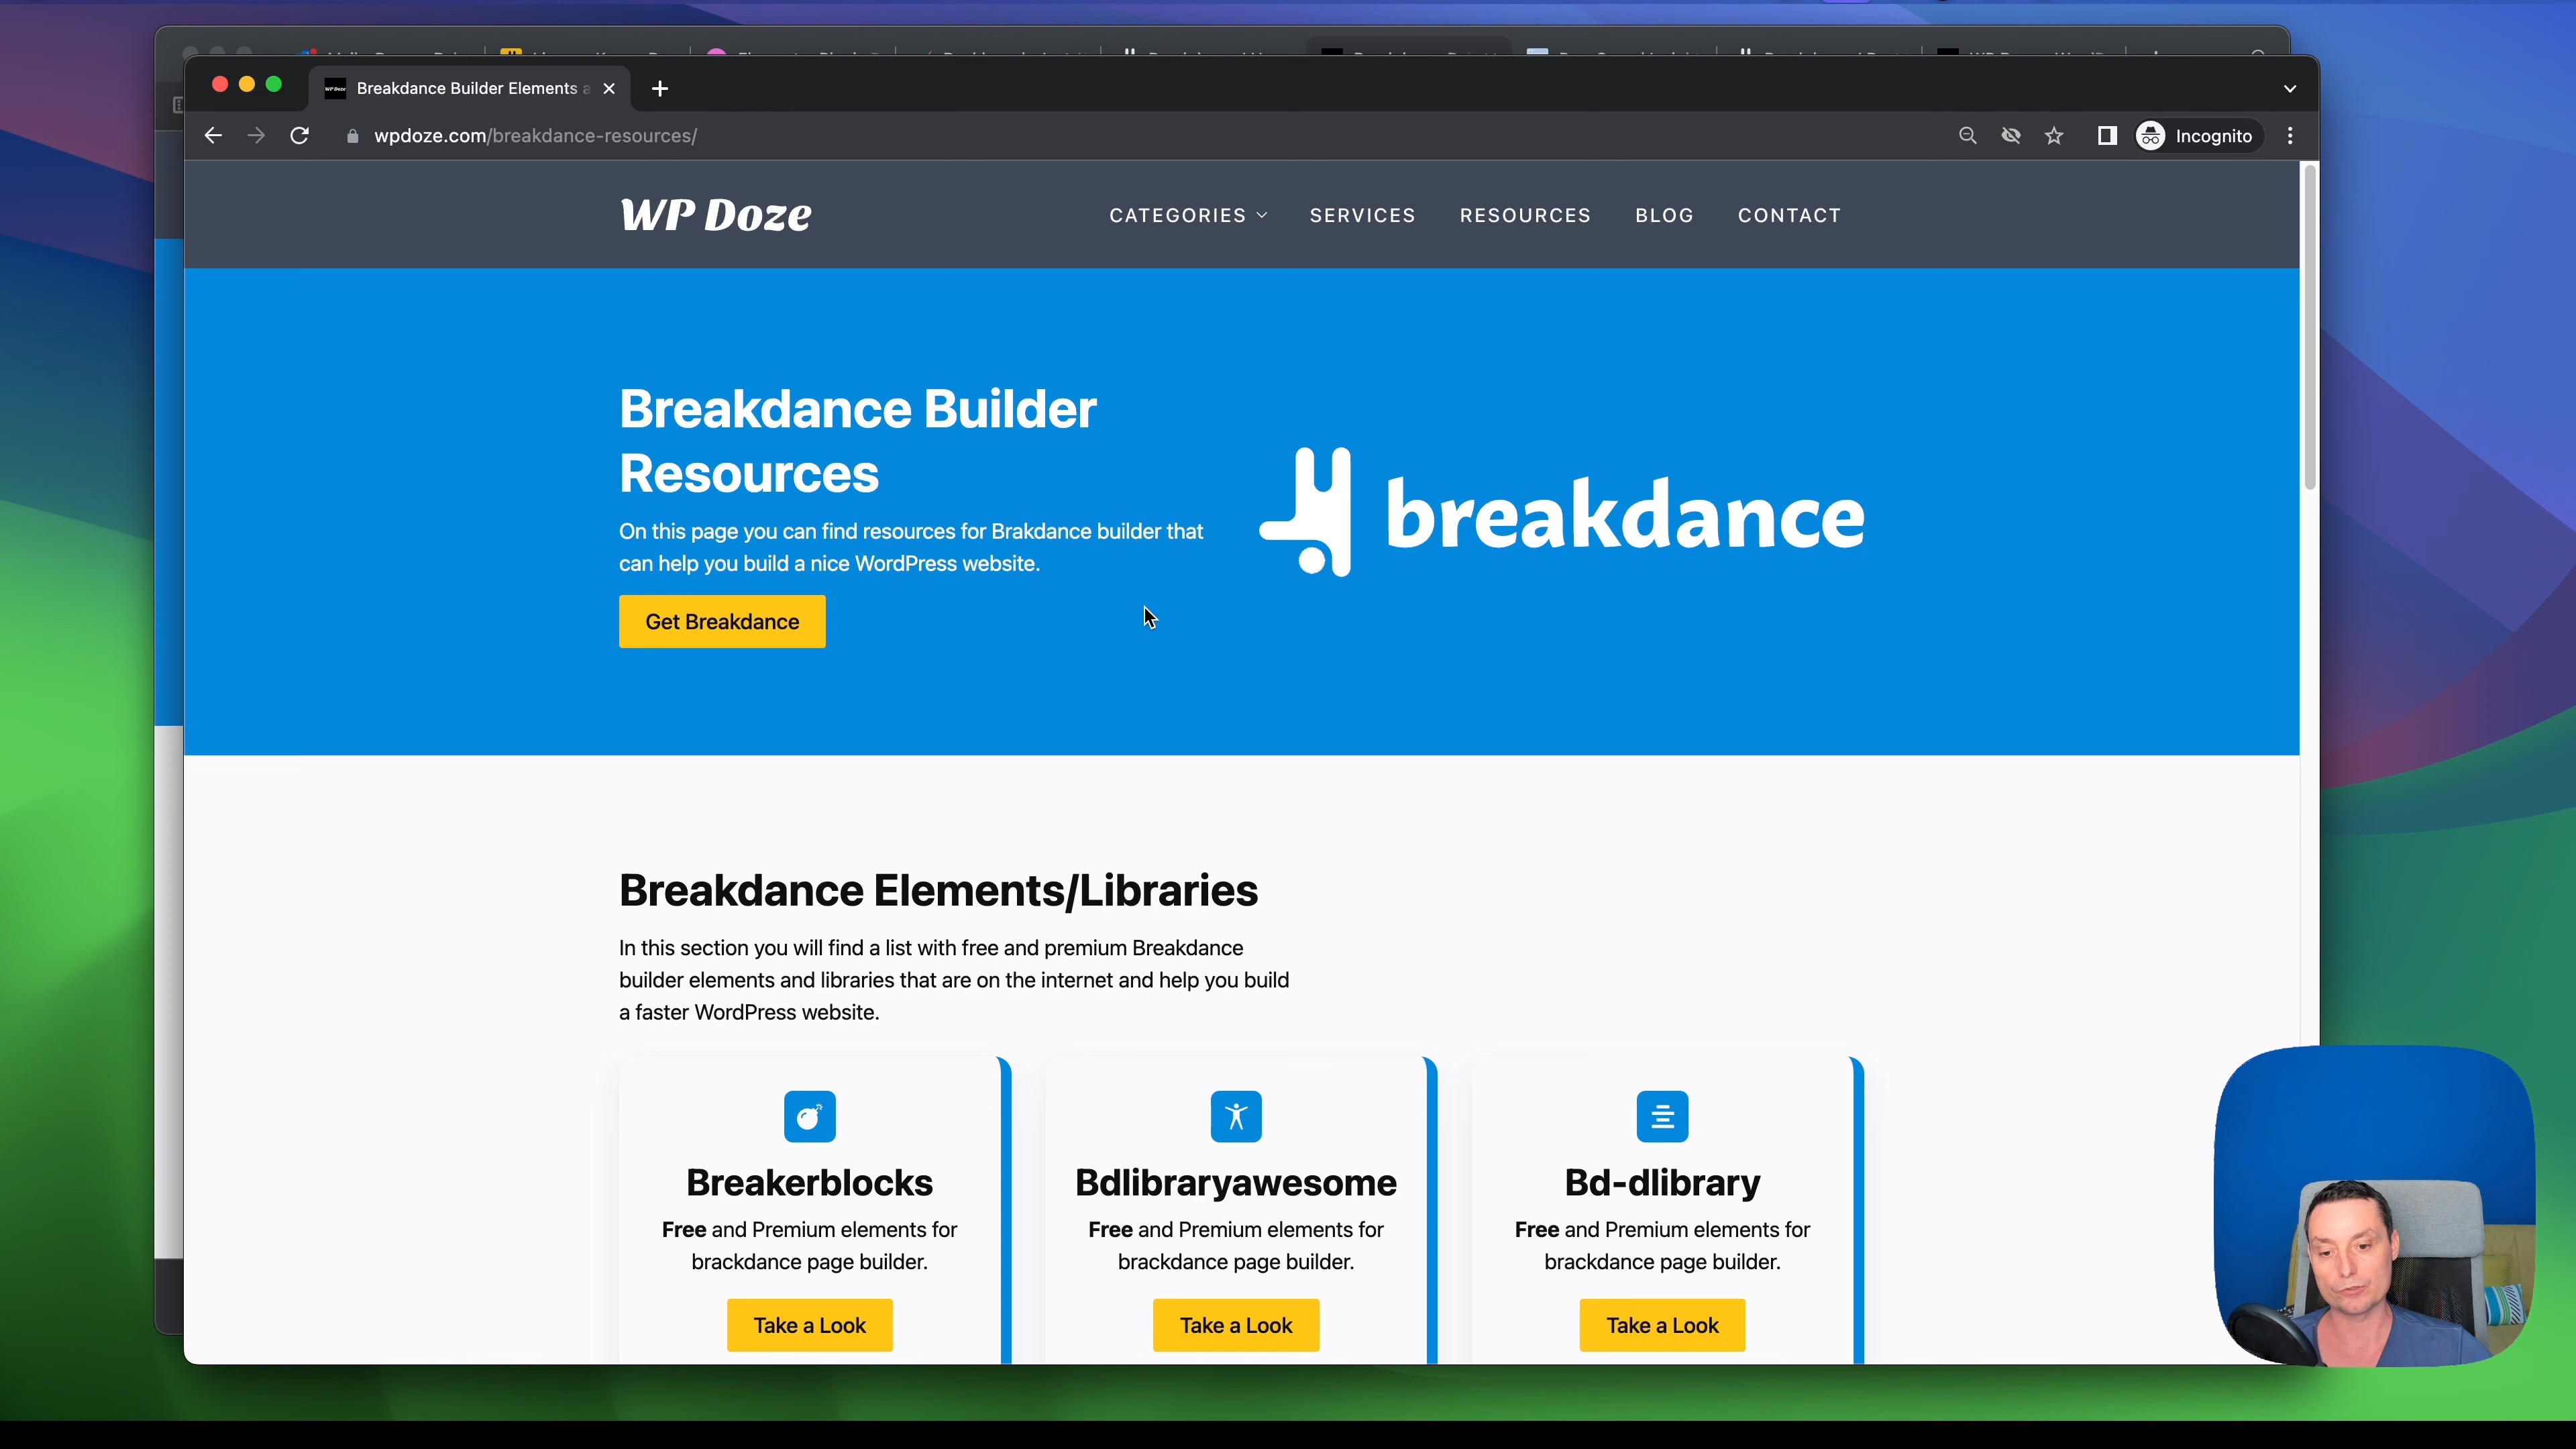 Breakdance Builder Elements a
wpdoze.com/breakdance-resources/
Incognito
WP Doze
CATEGORIES
SERVICES
RESOURCES
BLOG
CONTACT
Breakdance Builder
Resources
On this page you can find resources for Brakdance builder that
can help you build a nice WordPress website.
Get Breakdance
breakdance
Breakdance Elements/Libraries
In this section you will find a list with free and premium Breakdance
builder elements and libraries that are on the internet and help you build
a faster WordPress website.
Breakerblocks
Free and Premium elements for
brackdance page builder.
Take a Look
Bdlibraryawesome
Free and Premium elements for
brackdance page builder.
Take a Look
Bd-dlibrary
Free and Premium elements for
brackdance page builder.
Take a Look